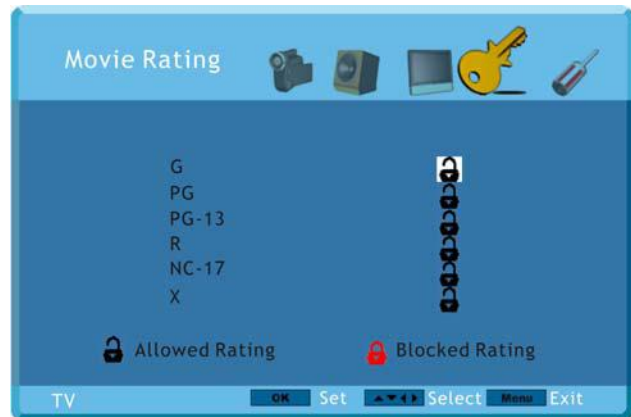 Movie Rating
G
PG
PG-13
R
NC-17
X
Allowed Rating Blocked Rating
TV OK Set Select Menu Exit